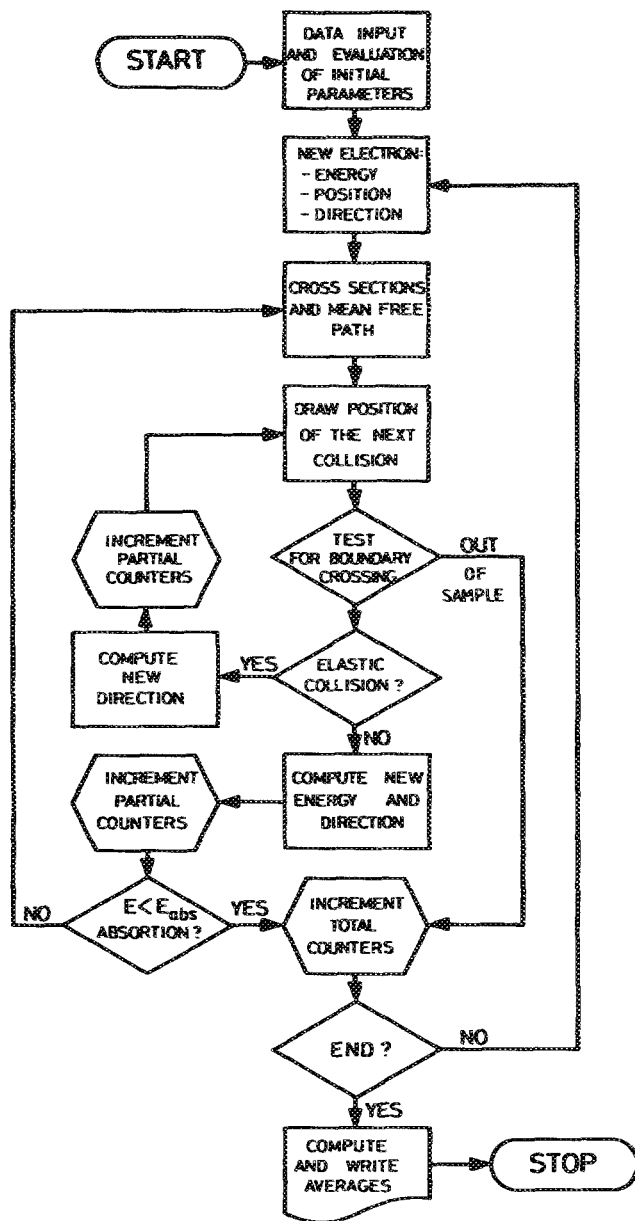 START
DATA INPUT
AND EVALUATION
OF INITIAL
PARAMETERS
NEW ELECTRON:
- ENERGY
- POSITION
- DIRECTION
CROSS SECTIONS
AND MEAN FREE
PATH
DRAW POSITION
OF THE NEXT
COLLISION
INCREMENT
PARTIAL
COUNTERS
TEST
FOR BOUNDARY
CROSSING
OUT
OF
SAMPLE
COMPUTE
NEW
DIRECTION
YES
ELASTIC
COLLISION ?
NO
INCREMENT
PARTIAL
COUNTERS
COMPUTE NEW
ENERGY AND
DIRECTION
NO
E<Eabs
ABSORTION ?
YES
INCREMENT
TOTAL
COUNTERS
END ?
NO
YES
COMPUTE
AND WRITE
AVERAGES
STOP